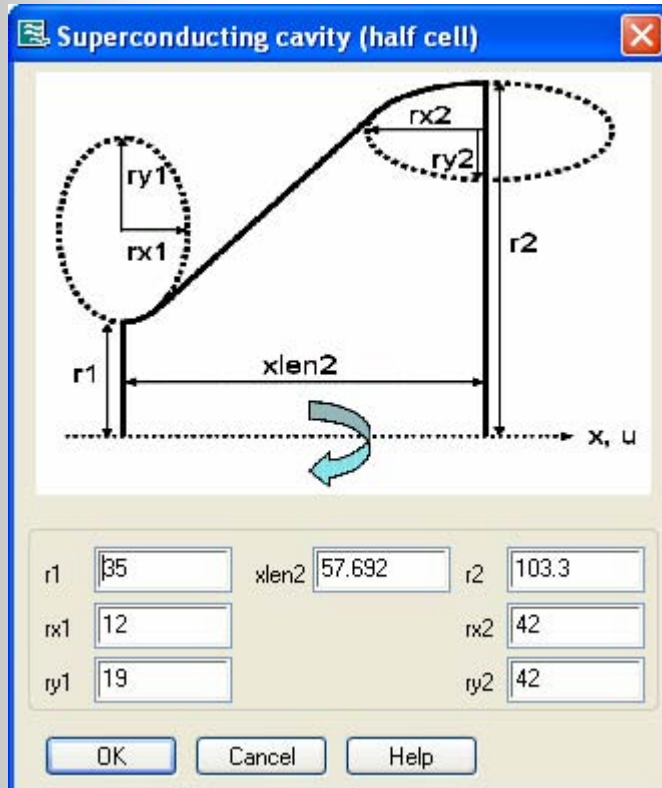 Superconducting cavity (half cell)
rx2
ry1
ry2
rx1
r2
r1
xlen2
x, u
r1 35 xlen2 57.692 r2 103.3
rx1 12 rx2 42
ry1 19 ry2 42
OK Cancel Help